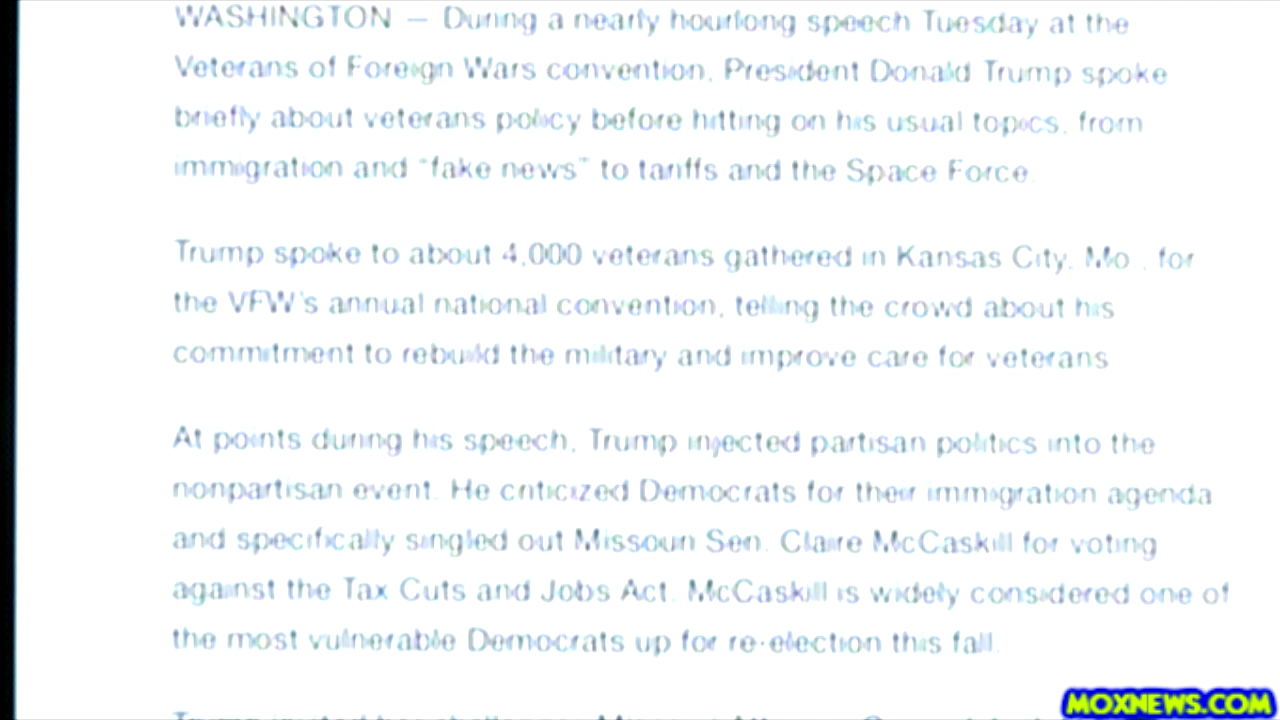 WASHINGTON — During a nearly hourlong speech Tuesday at the
Veterans of Foreign Wars convention, President Donald Trump spoke
briefly about veterans policy before hitting on his usual topics, from
immigration and "fake news" to tariffs and the Space Force.
Trump spoke to about 4,000 veterans gathered in Kansas City, Mo., for
the VFW's annual national convention, telling the crowd about his
commitment to rebuild the military and improve care for veterans
At points during his speech, Trump injected partisan politics into the
nonpartisan event. He criticized Democrats for their immigration agenda
and specifically singled out Missouri Sen. Claire McCaskill for voting
against the Tax Cuts and Jobs Act. McCaskill is widely considered one of
the most vulnerable Democrats up for re-election this fall.
MOXNEWS.COM